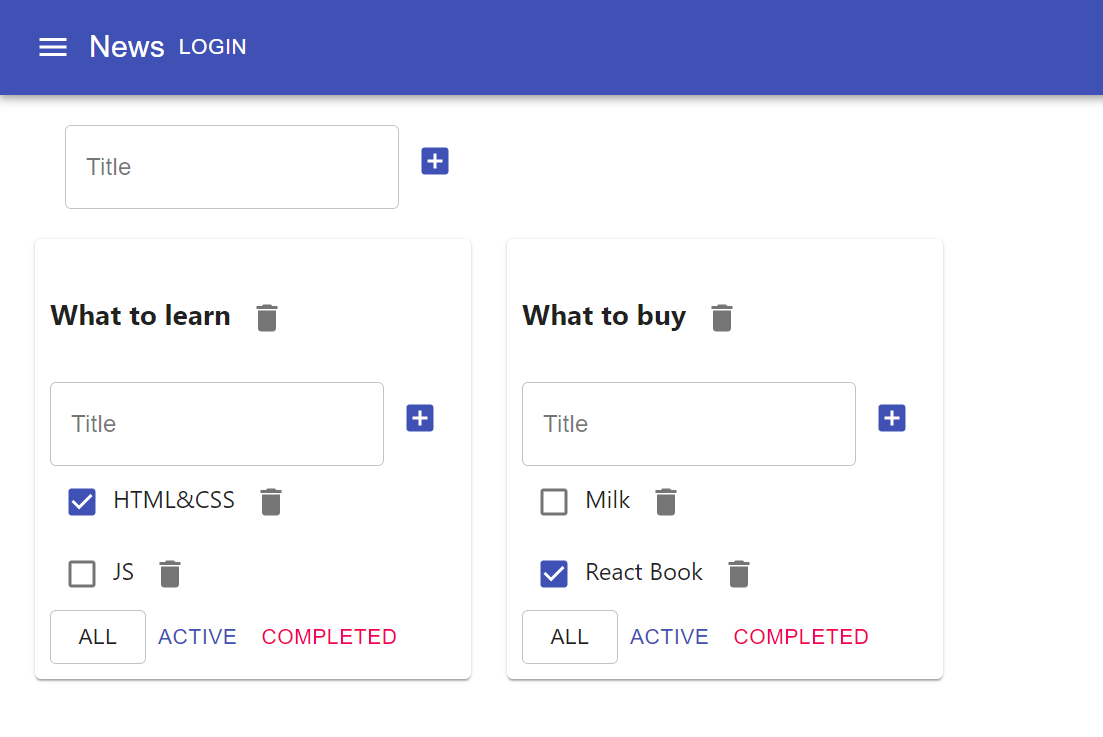 News LOGIN
Title
What to learn
Title
HTML&CSS
JS
ALL ACTIVE COMPLETED
What to buy
Title
Milk
React Book
ALL ACTIVE COMPLETED